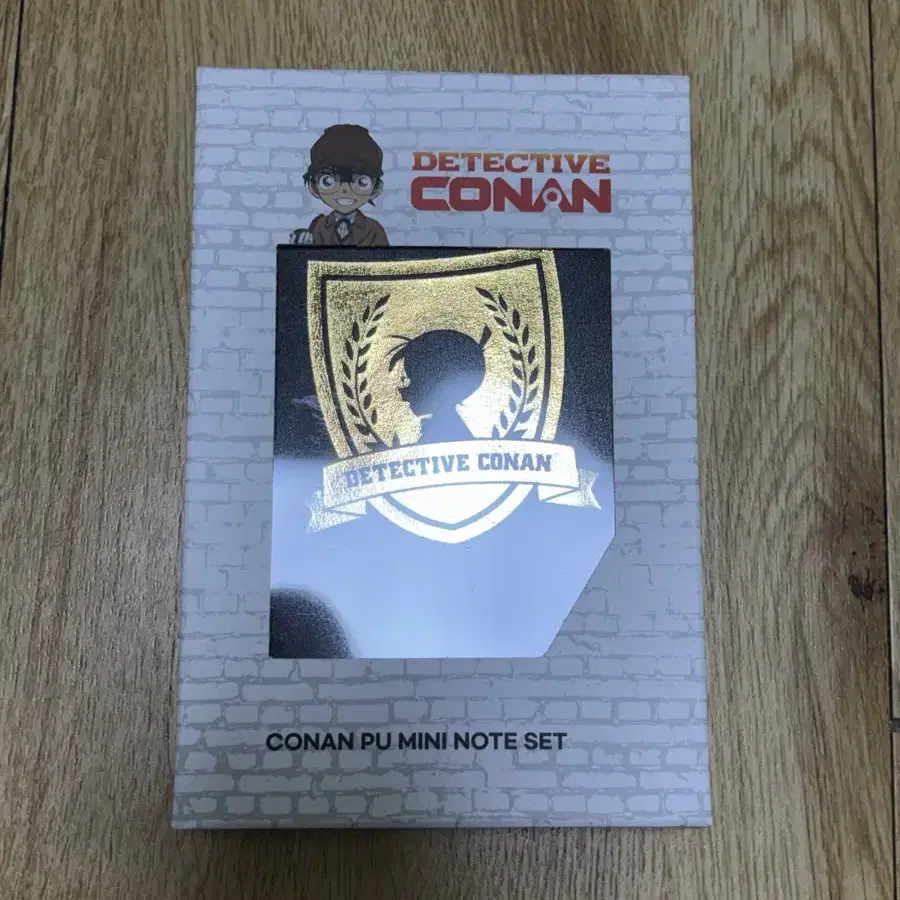 DETECTIVE
CONAN
DETECTIVE CONAN
CONAN PU MINI NOTE SET